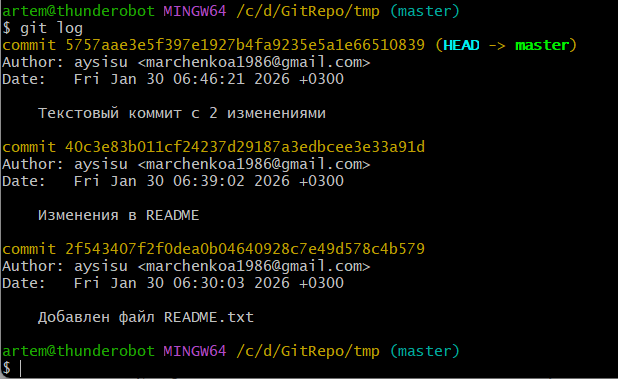 artem@thunderobot MINGW64 /c/d/GitRepo/tmp (master)
$ git log
commit 5757aae3e5f397e1927b4fa9235e5a1e66510839 (HEAD -> master)
Author: aysisu <marchenkoa1986@gmail.com>
Date:   Fri Jan 30 06:46:21 2026 +0300

    Текстовый коммит с 2 изменениями

commit 40c3e83b011cf24237d29187a3edbcee3e33a91d
Author: aysisu <marchenkoa1986@gmail.com>
Date:   Fri Jan 30 06:39:02 2026 +0300

    Изменения в README

commit 2f543407f2f0dea0b04640928c7e49d578c4b579
Author: aysisu <marchenkoa1986@gmail.com>
Date:   Fri Jan 30 06:30:03 2026 +0300

    Добавлен файл README.txt

artem@thunderobot MINGW64 /c/d/GitRepo/tmp (master)
$